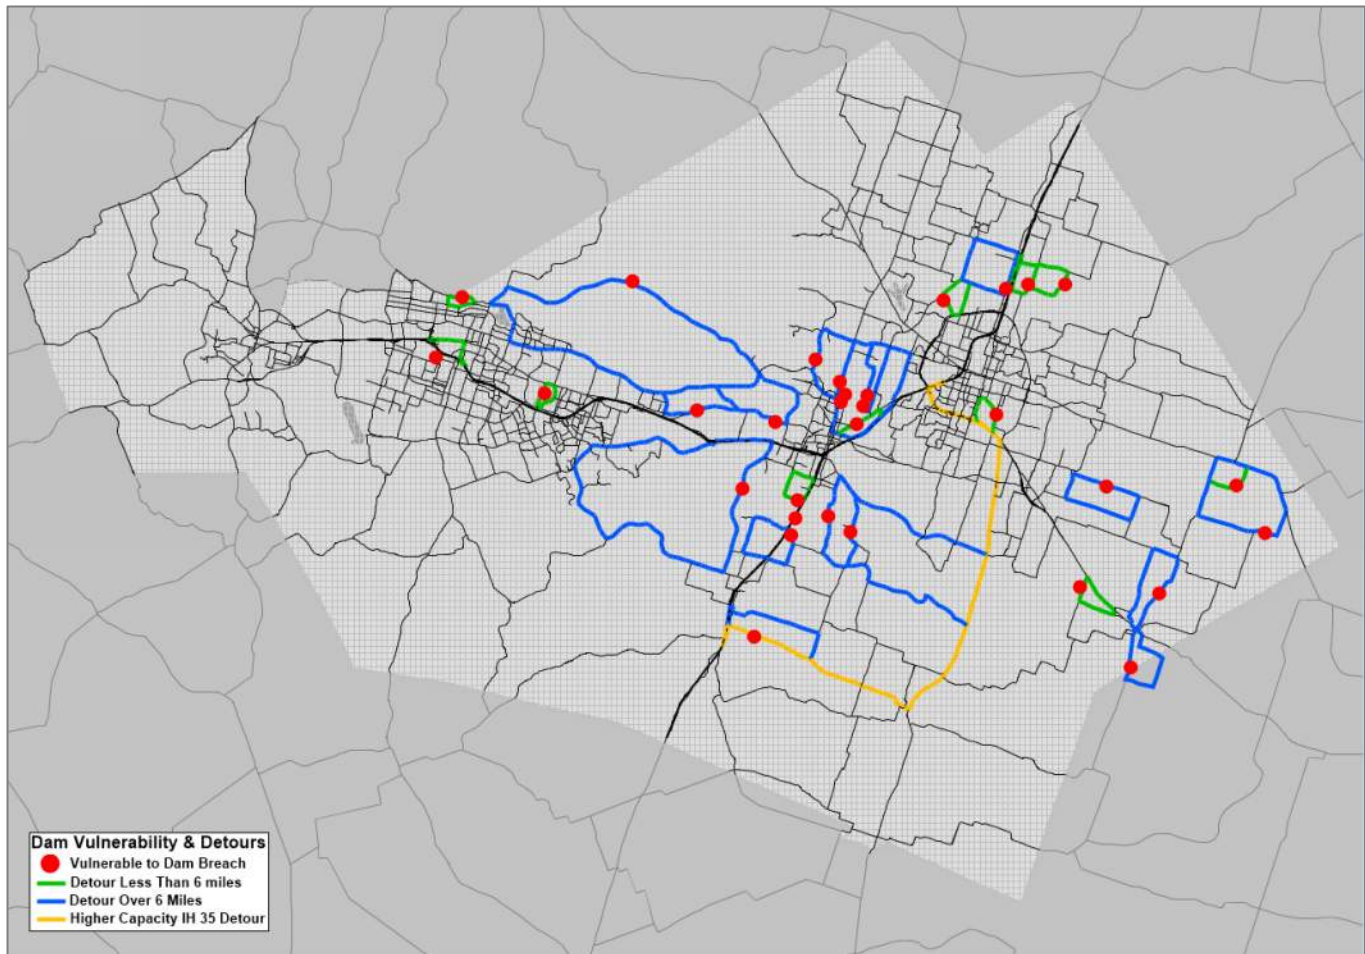 Dam Vulnerability & Detours
Vulnerable to Dam Breach
Detour Less Than 6 miles
Detour Over 6 Miles
Higher Capacity IH 35 Detour